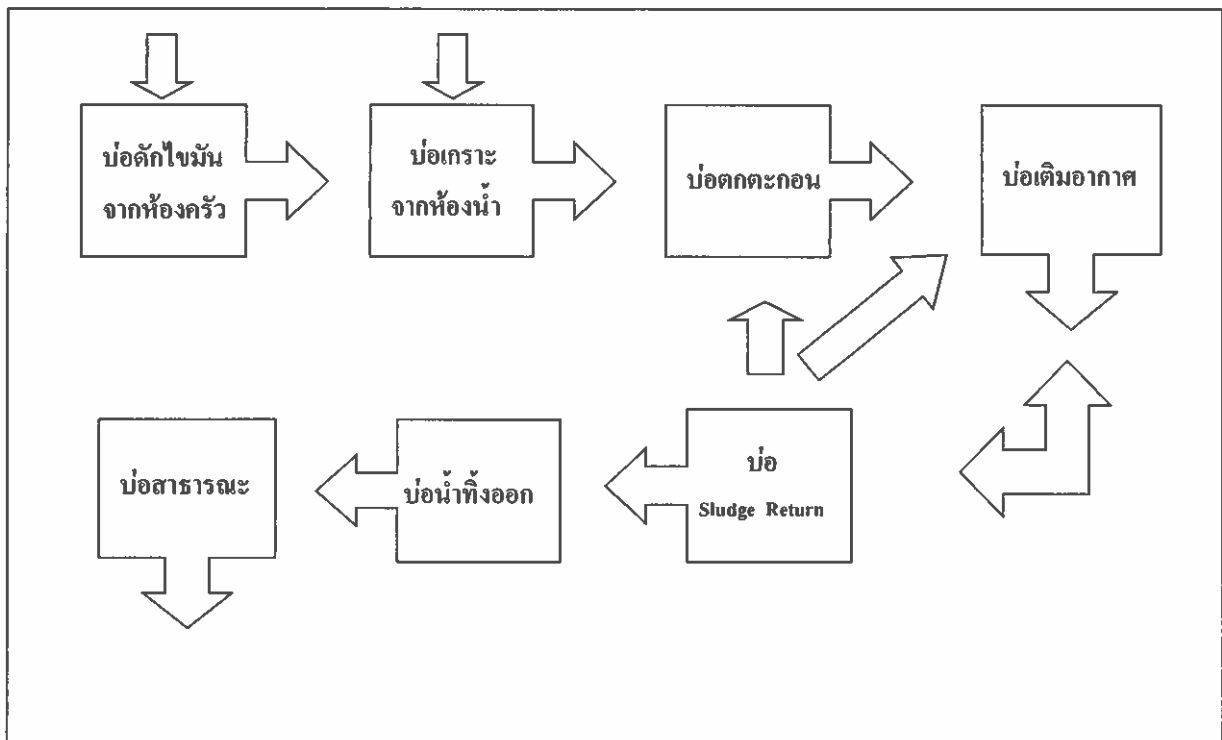 บ่อดักไขมัน
จากห้องครัว
บ่อเกราะ
จากห้องน้ำ
บ่อตกตะกอน
บ่อเติมอากาศ
บ่อสาธารณะ
บ่อน้ำทิ้งออก
บ่อ
Sludge Return